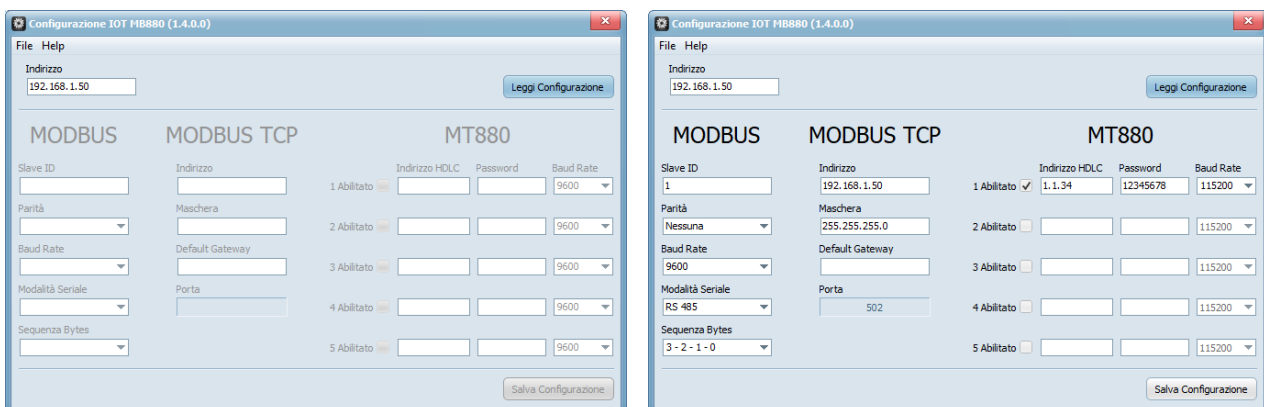 Configurazione IOT MB880 (1.4.0.0)
File Help
Indirizzo
192.168.1.50
Leggi Configurazione
MODBUS MODBUS TCP MT880
Slave ID Indirizzo Indirizzo HDLC Password Baud Rate
1 Abilitato 9600
Parità Maschera
2 Abilitato 9600
Baud Rate Default Gateway
3 Abilitato 9600
Modalità Seriale Porta
4 Abilitato 9600
Sequenza Bytes
5 Abilitato 9600
Salva Configurazione
Configurazione IOT MB880 (1.4.0.0)
File Help
Indirizzo
192.168.1.50
Leggi Configurazione
MODBUS MODBUS TCP MT880
Slave ID Indirizzo Indirizzo HDLC Password Baud Rate
1 192.168.1.50 1 Abilitato 1.1.34 12345678 115200
Parità Maschera
Nessuna 255.255.255.0 2 Abilitato 115200
Baud Rate Default Gateway
9600 3 Abilitato 115200
Modalità Seriale Porta
RS 485 502 4 Abilitato 115200
Sequenza Bytes
3 - 2 - 1 - 0 5 Abilitato 115200
Salva Configurazione